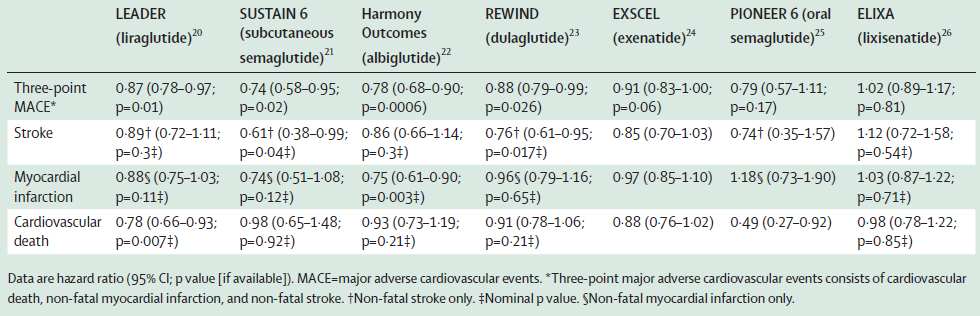 LEADER (liraglutide)20
SUSTAIN 6 (subcutaneous semaglutide)21
Harmony Outcomes (albiglutide)22
REWIND (dulaglutide)23
EXSCEL (exenatide)24
PIONEER 6 (oral semaglutide)25
ELIXA (lixisenatide)26
Three-point MACE* 0·87 (0·78–0·97; p=0·01) 0·74 (0·58–0·95; p=0·02) 0·78 (0·68–0·90; p=0·0006) 0·88 (0·79–0·99; p=0·026) 0·91 (0·83–1·00; p=0·06) 0·79 (0·57–1·11; p=0·17) 1·02 (0·89–1·17; p=0·81)
Stroke 0·89† (0·72–1·11; p=0·3‡) 0·61† (0·38–0·99; p=0·04‡) 0·86 (0·66–1·14; p=0·3‡) 0·76† (0·61–0·95; p=0·017‡) 0·85 (0·70–1·03) 0·74† (0·35–1·57) 1·12 (0·72–1·58; p=0·54‡)
Myocardial infarction 0·88§ (0·75–1·03; p=0·11‡) 0·74§ (0·51–1·08; p=0·12‡) 0·75 (0·61–0·90; p=0·003‡) 0·96§ (0·79–1·16; p=0·65‡) 0·97 (0·85–1·10) 1·18§ (0·73–1·90) 1·03 (0·87–1·22; p=0·71‡)
Cardiovascular death 0·78 (0·66–0·93; p=0·007‡) 0·98 (0·65–1·48; p=0·92‡) 0·93 (0·73–1·19; p=0·21‡) 0·91 (0·78–1·06; p=0·21‡) 0·88 (0·76–1·02) 0·49 (0·27–0·92) 0·98 (0·78–1·22; p=0·85‡)
Data are hazard ratio (95% CI; p value [if available]). MACE=major adverse cardiovascular events. *Three-point major adverse cardiovascular events consists of cardiovascular
death, non-fatal myocardial infarction, and non-fatal stroke. †Non-fatal stroke only. ‡Nominal p value. §Non-fatal myocardial infarction only.